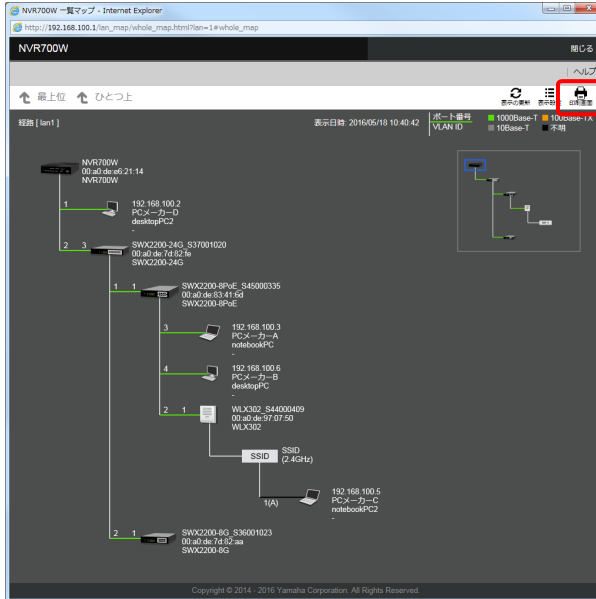 NVR700W 一覧マップ - Internet Explorer
http://192.168.100.1/lan_map/whole_map.html?lan=1#whole_map
NVR700W
閉じる
ヘルプ
最上位
ひとつ上
表示の更新
表示設定
印刷画面
経路 [ lan1 ]
表示日時: 2016/05/18 10:40:42
ポート番号
VLAN ID
1000Base-T
100Base-TX
10Base-T
不明
NVR700W
00:a0:de:e6:21:14
NVR700W
1
192.168.100.2
PCメーカーD
desktopPC2
-
2 3
SWX2200-24G_S37001020
00:a0:de:7d:82:fe
SWX2200-24G
1 1
SWX2200-8PoE_S45000335
00:a0:de:83:41:6d
SWX2200-8PoE
3
192.168.100.3
PCメーカーA
notebookPC
-
4
192.168.100.6
PCメーカーB
desktopPC
-
2 1
WLX302_S44000409
00:a0:de:97:07:50
WLX302
SSID
SSID
(2.4GHz)
1(A)
192.168.100.5
PCメーカーC
notebookPC2
-
2 1
SWX2200-8G_S36001023
00:a0:de:7d:82:aa
SWX2200-8G
Copyright © 2014 - 2016 Yamaha Corporation. All Rights Reserved.